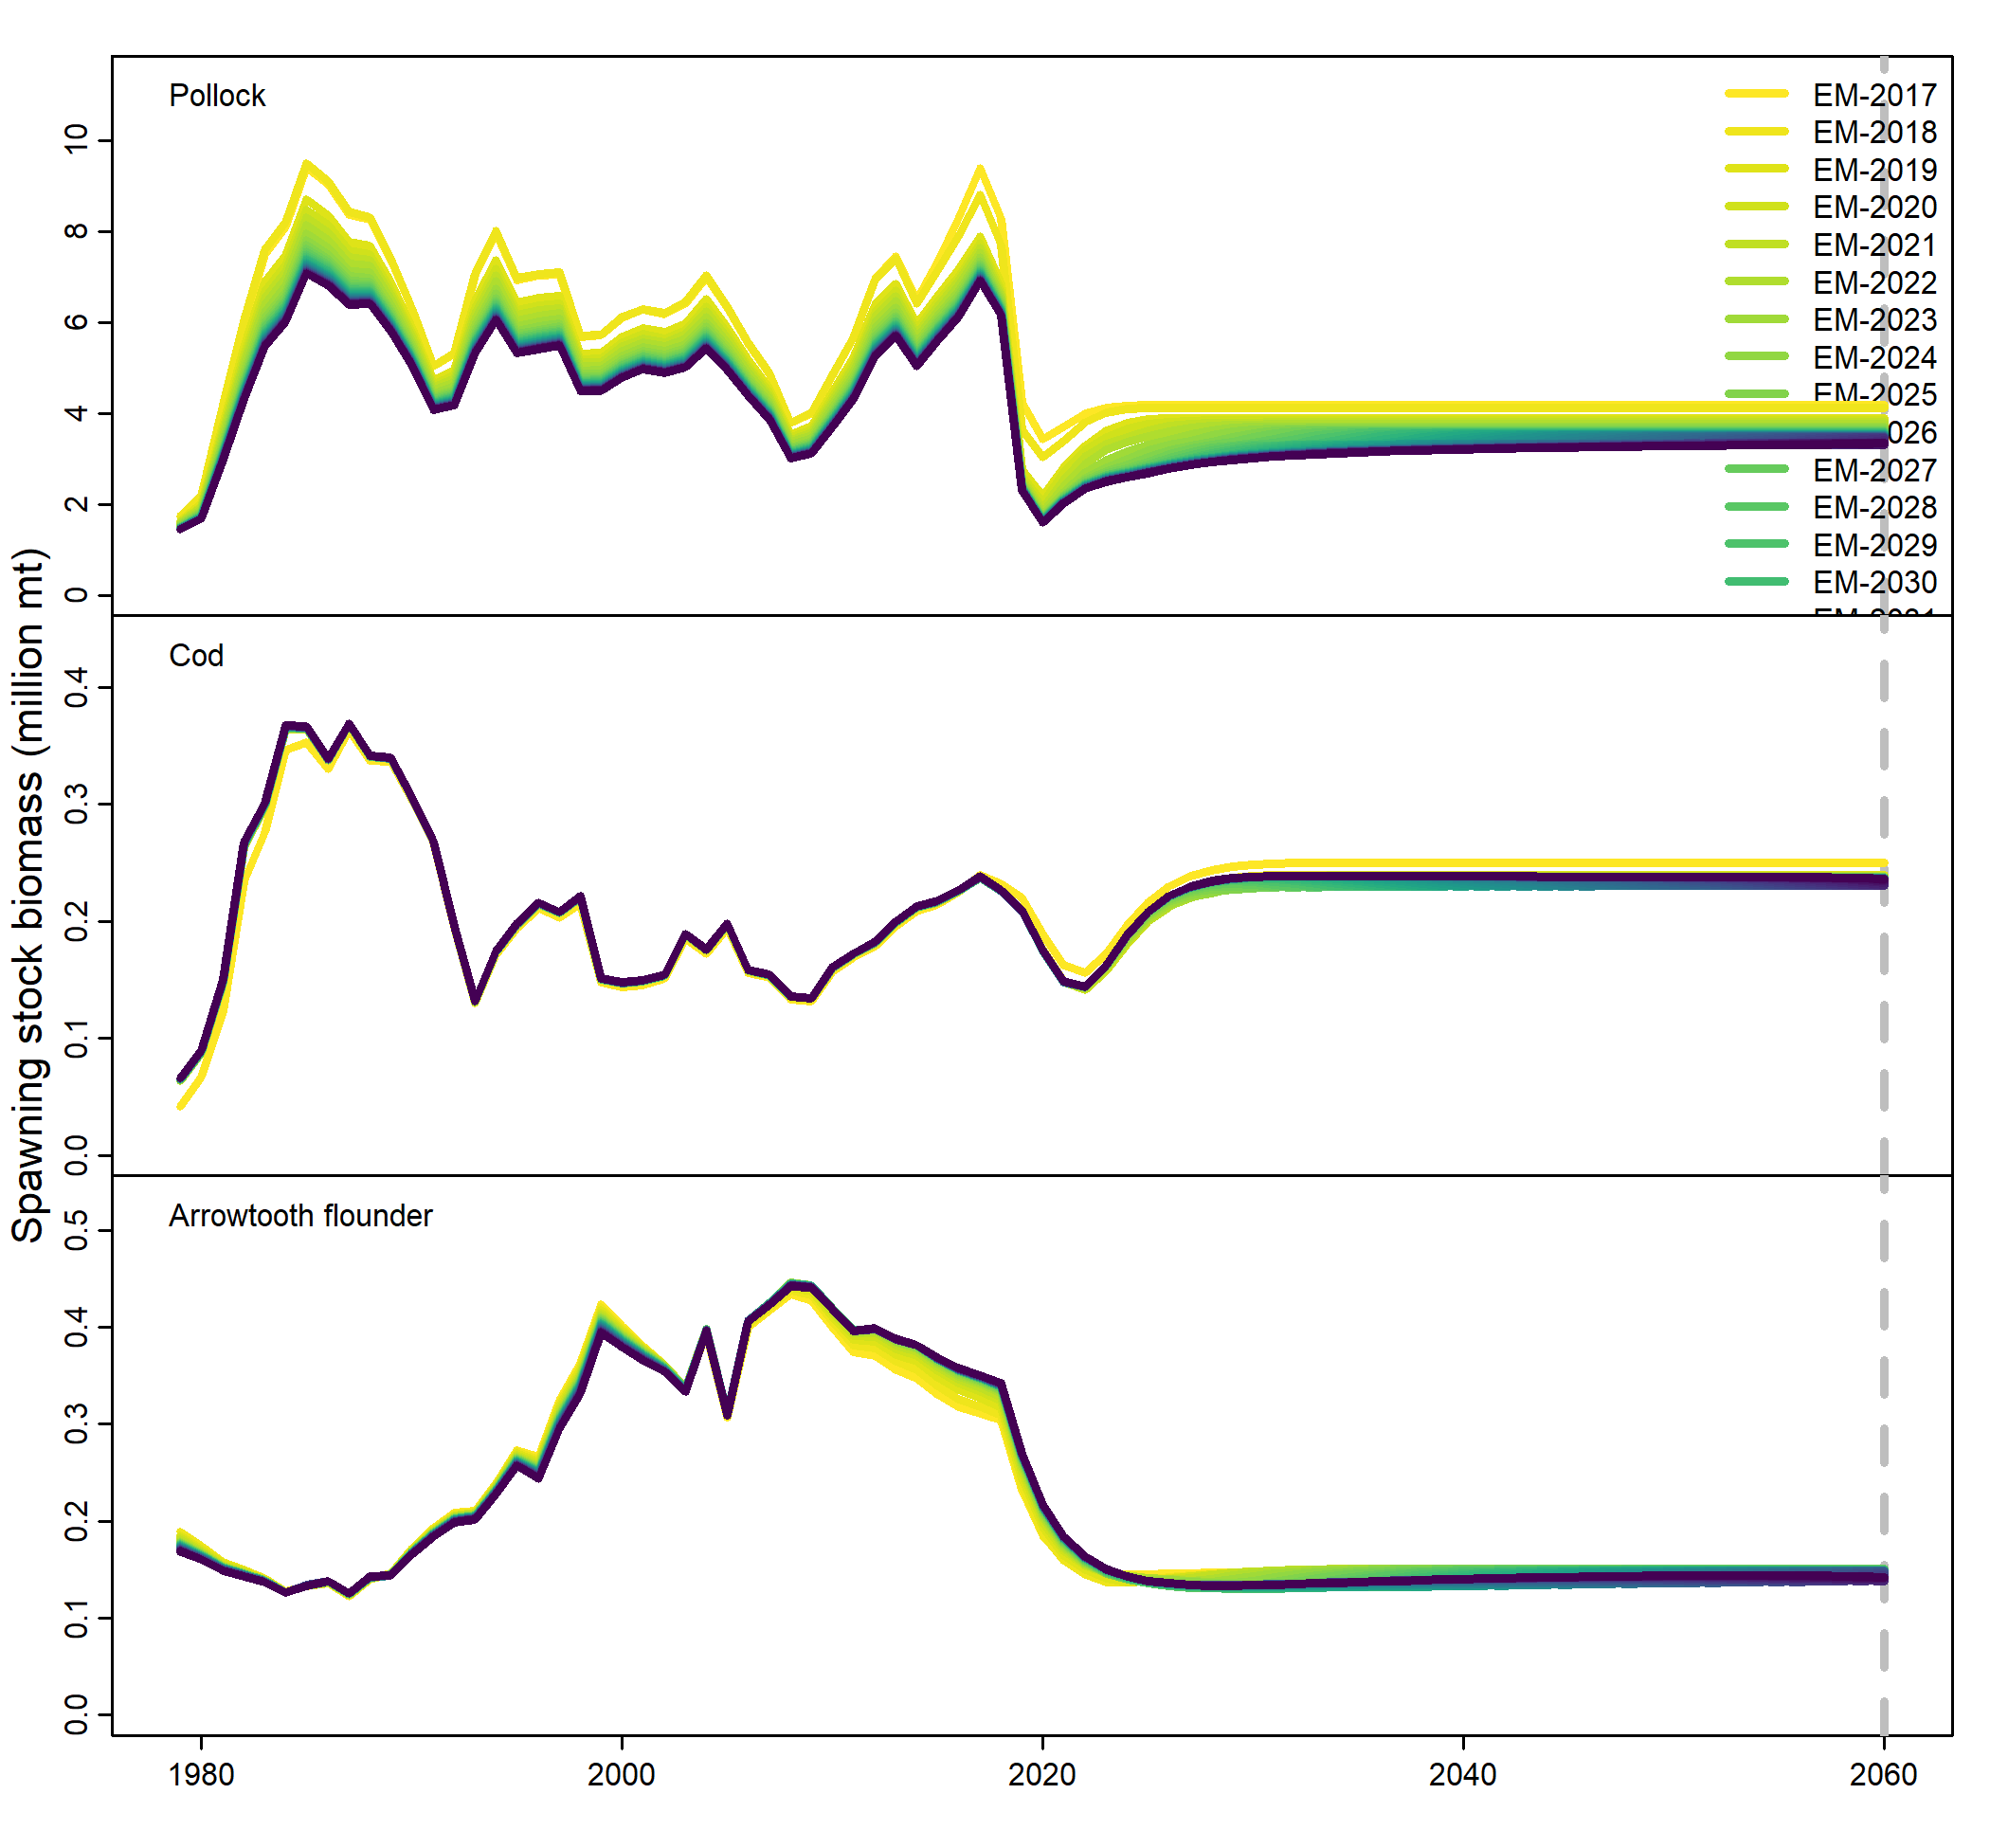 Spawning stock biomass (million mt)
Pollock
10
8
6
4
2
0
EM-2017
EM-2018
EM-2019
EM-2020
EM-2021
EM-2022
EM-2023
EM-2024
EM-2025
026
EM-2027
EM-2028
EM-2029
EM-2030
Cod
0.4
0.3
0.2
0.1
0.0
Arrowtooth flounder
0.5
0.4
0.3
0.2
0.1
0.0
1980 2000 2020 2040 2060